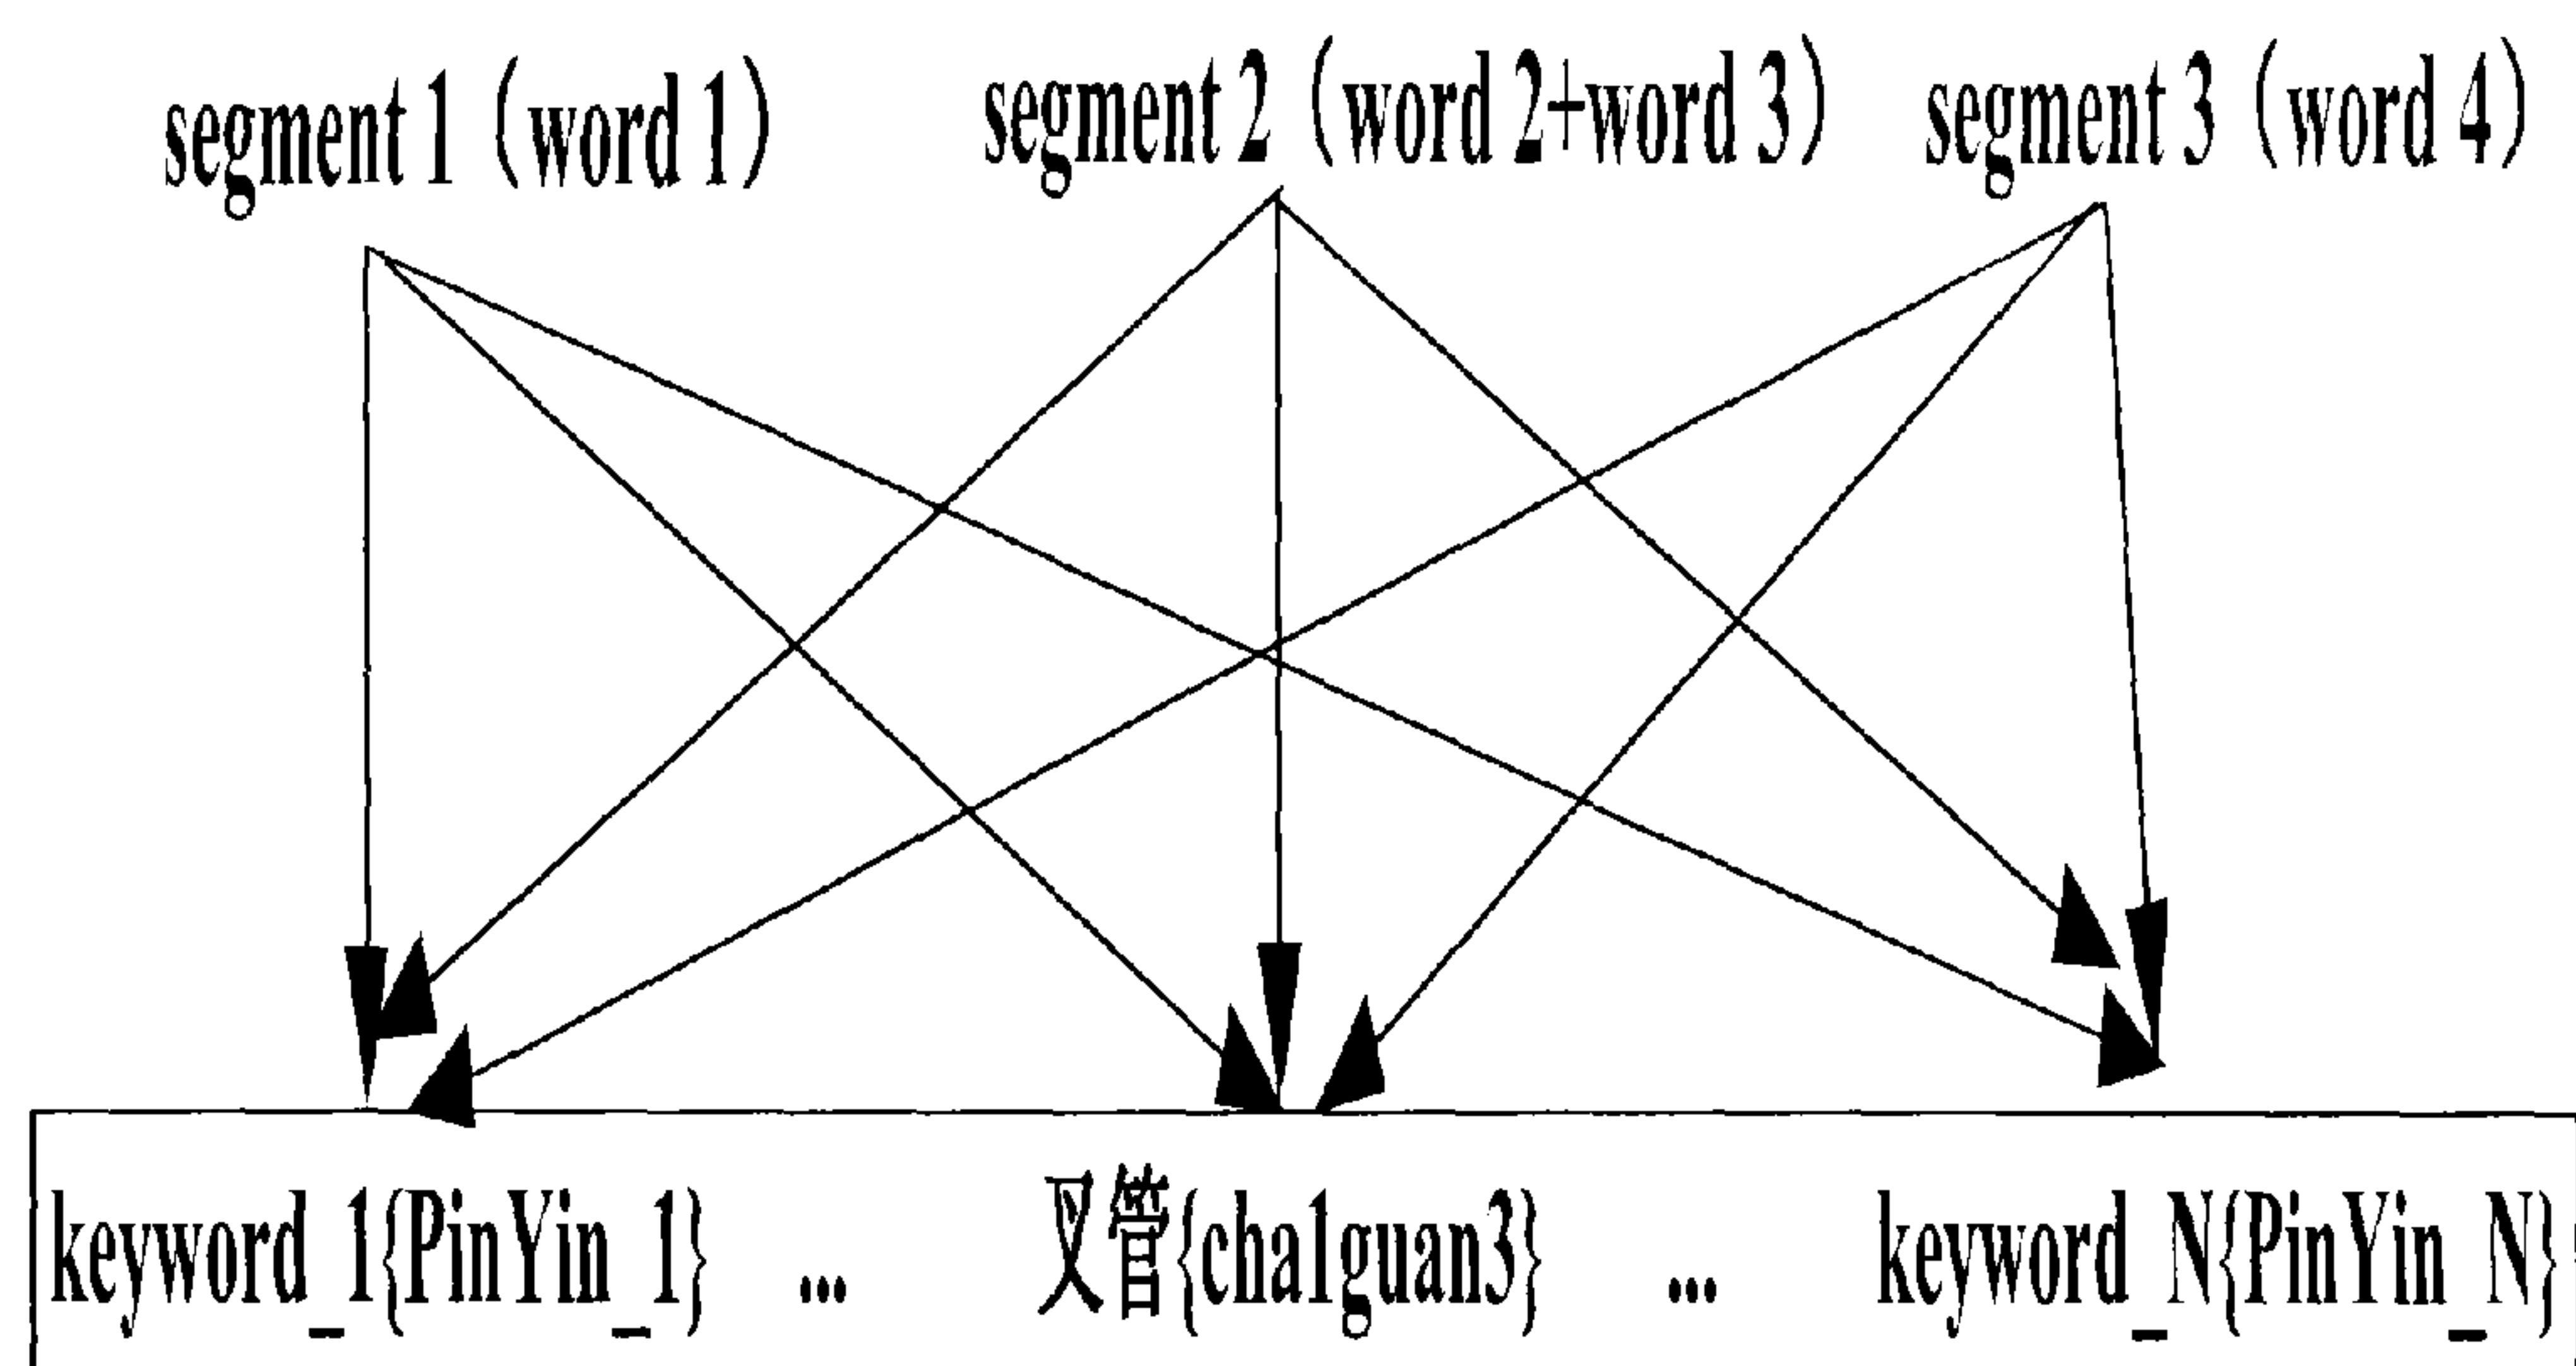 segment 1 (word 1) segment 2 (word 2+word 3) segment 3 (word 4)
keyword_1{PinYin_1} ... 叉管{cha1guan3} ... keyword_N{PinYin_N}